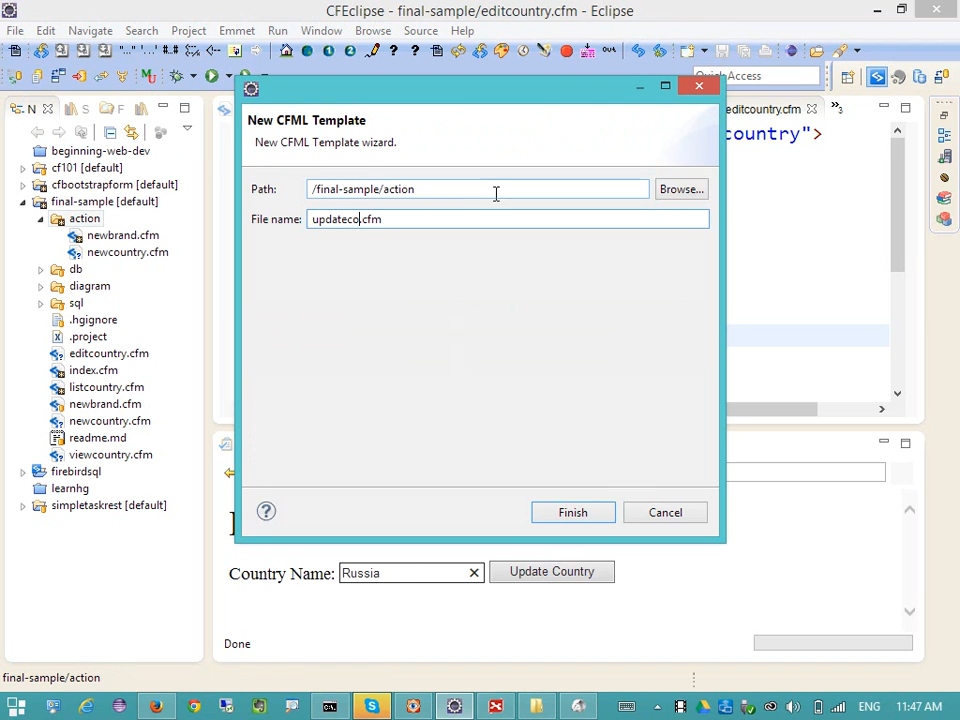 CFEclipse - final-sample/editcountry.cfm - Eclipse
File Edit Navigate Search Project Emmet Run Window Browse Source Help
Access
N S F
editcountry.cfm
3
beginning-web-dev
cf101 [default]
cfbootstrapform [default]
final-sample [default]
action
newbrand.cfm
newcountry.cfm
db
diagram
sql
.hgignore
.project
editcountry.cfm
index.cfm
listcountry.cfm
newbrand.cfm
newcountry.cfm
readme.md
viewcountry.cfm
firebirdsql
learnhg
simpletaskrest [default]
country">
New CFML Template
New CFML Template wizard.
Path: /final-sample/action Browse...
File name: updateco.cfm
Finish Cancel
Country Name: Russia Update Country
Done
final-sample/action
ENG 11:47 AM